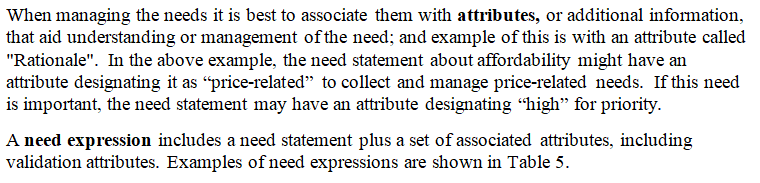 When managing the needs it is best to associate them with attributes, or additional information,
that aid understanding or management of the need; and example of this is with an attribute called
"Rationale".  In the above example, the need statement about affordability might have an
attribute designating it as “price-related” to collect and manage price-related needs.  If this need
is important, the need statement may have an attribute designating “high” for priority.
A need expression includes a need statement plus a set of associated attributes, including
validation attributes.  Examples of need expressions are shown in Table 5.